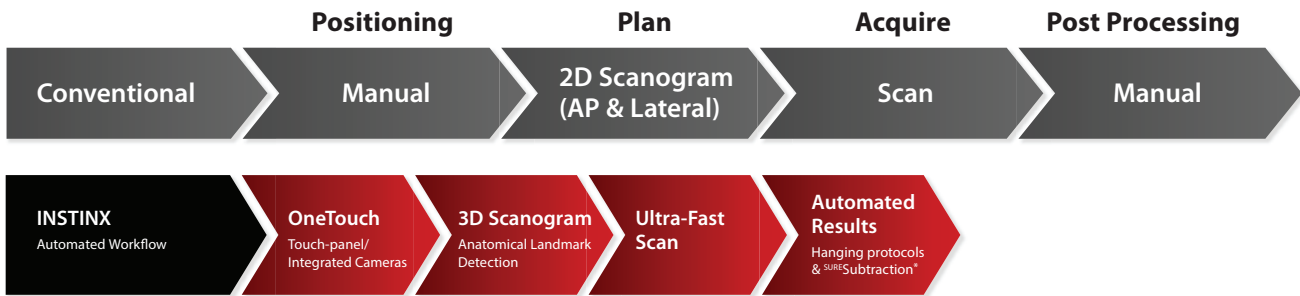 Positioning
Plan
Acquire
Post Processing
Conventional
Manual
2D Scanogram
(AP & Lateral)
Scan
Manual
INSTINX
Automated Workflow
OneTouch
Touch-panel/
Integrated Cameras
3D Scanogram
Anatomical Landmark
Detection
Ultra-Fast
Scan
Automated
Results
Hanging protocols
& SURESubtraction*